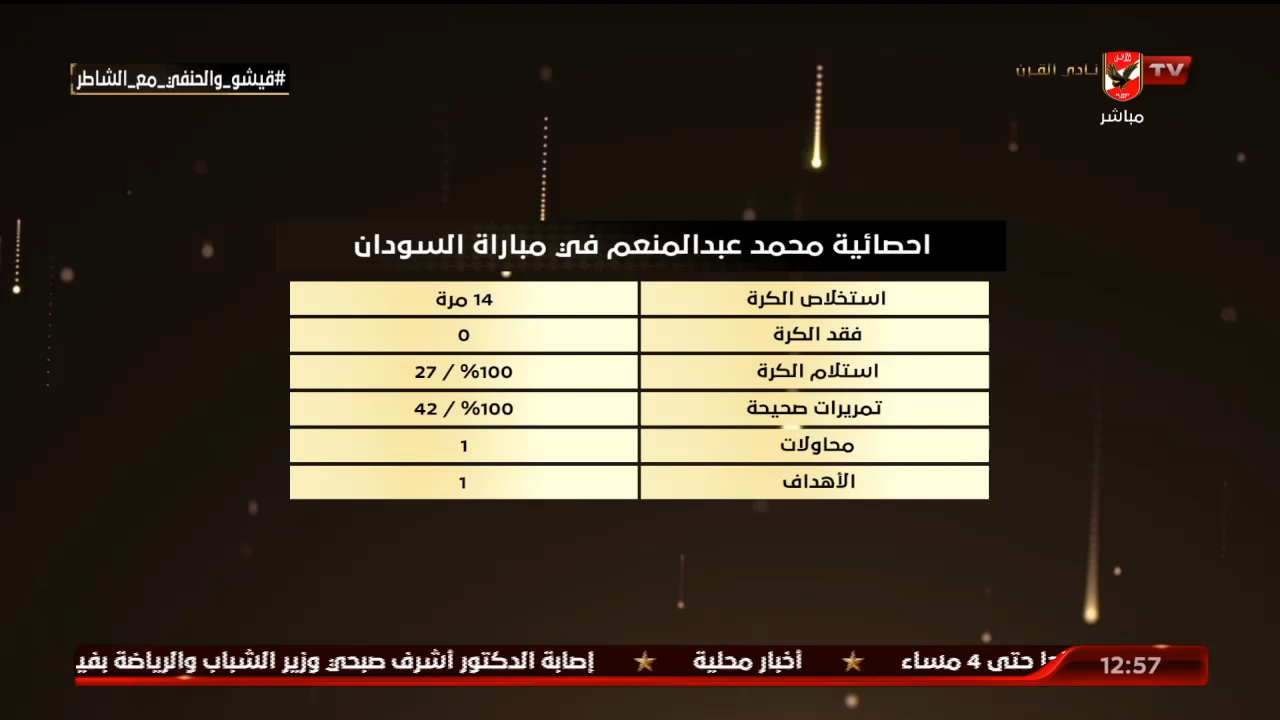 #قيشو_والحنفي_مع_الشاطر
نادي القرن
TV
مباشر
احصائية محمد عبدالمنعم في مباراة السودان
استخلاص الكرة 14 مرة
فقد الكرة 0
استلام الكرة 27 / %100
تمريرات صحيحة 42 / %100
محاولات 1
الأهداف 1
12:57 حتى 4 مساء ★ أخبار محلية ★ إصابة الدكتور أشرف صبحي وزير الشباب والرياضة